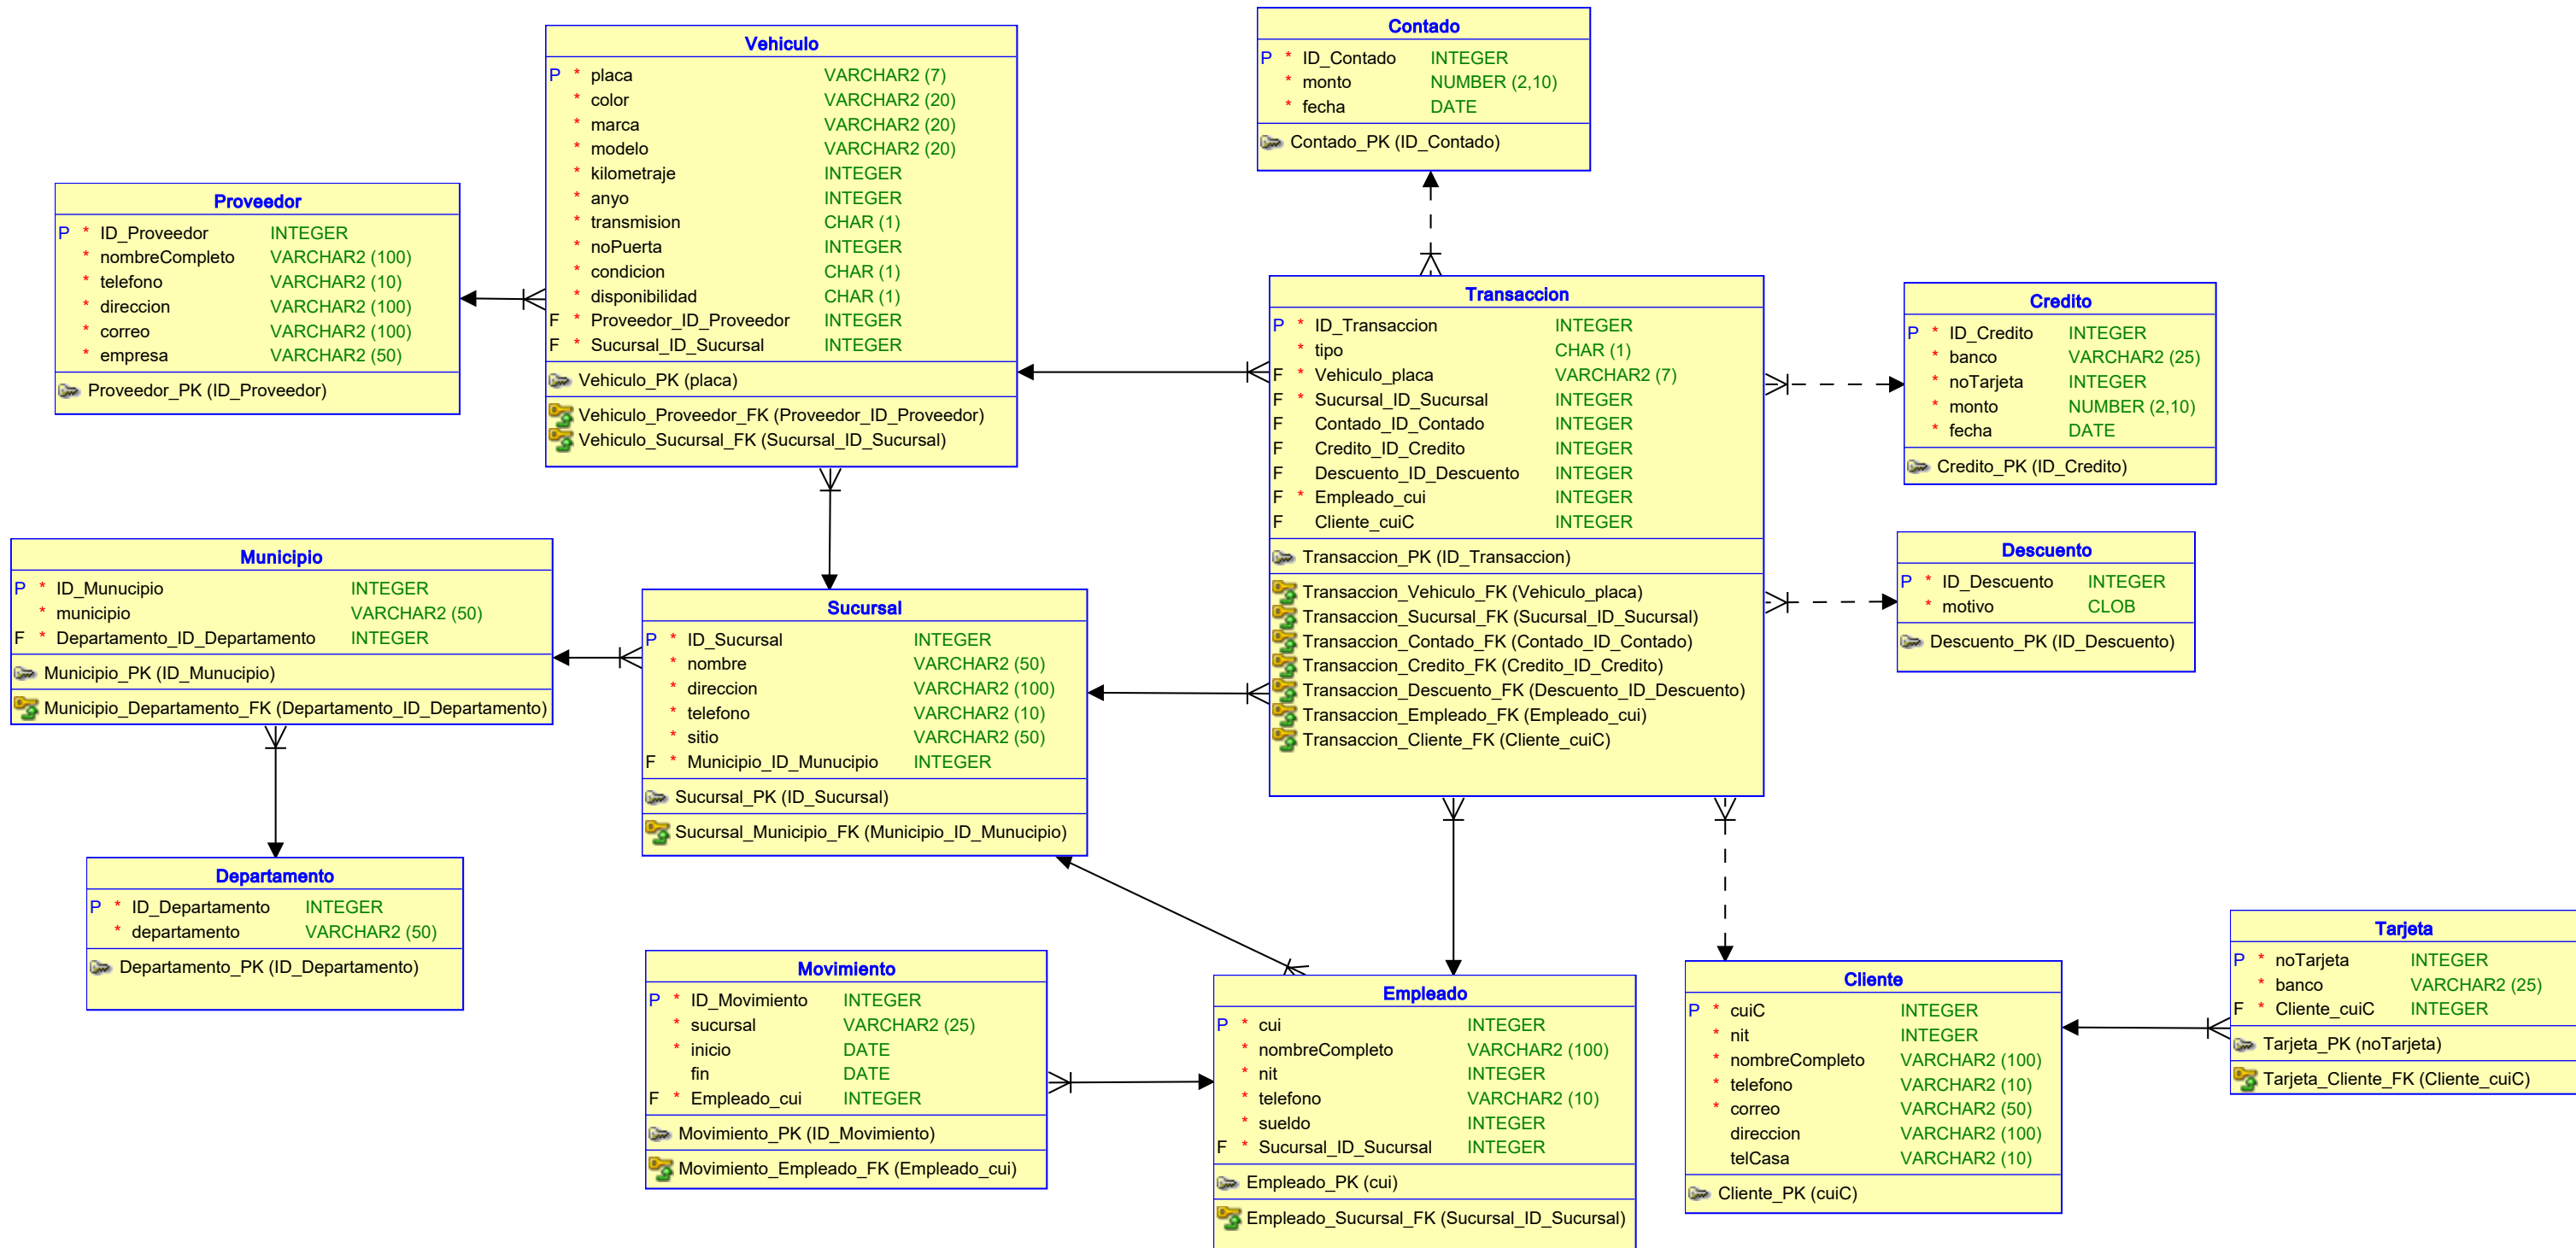 Proveedor
P * ID_Proveedor INTEGER
* nombreCompleto VARCHAR2 (100)
* telefono VARCHAR2 (10)
* direccion VARCHAR2 (100)
* correo VARCHAR2 (100)
* empresa VARCHAR2 (50)
Proveedor_PK (ID_Proveedor)
Vehiculo
P * placa VARCHAR2 (7)
* color VARCHAR2 (20)
* marca VARCHAR2 (20)
* modelo VARCHAR2 (20)
* kilometraje INTEGER
* anyo INTEGER
* transmision CHAR (1)
* noPuerta INTEGER
* condicion CHAR (1)
* disponibilidad CHAR (1)
F * Proveedor_ID_Proveedor INTEGER
F * Sucursal_ID_Sucursal INTEGER
Vehiculo_PK (placa)
Vehiculo_Proveedor_FK (Proveedor_ID_Proveedor)
Vehiculo_Sucursal_FK (Sucursal_ID_Sucursal)
Contado
P * ID_Contado INTEGER
* monto NUMBER (2,10)
* fecha DATE
Contado_PK (ID_Contado)
Transaccion
P * ID_Transaccion INTEGER
* tipo CHAR (1)
F * Vehiculo_placa VARCHAR2 (7)
F * Sucursal_ID_Sucursal INTEGER
F Contado_ID_Contado INTEGER
F Credito_ID_Credito INTEGER
F Descuento_ID_Descuento INTEGER
F * Empleado_cui INTEGER
F Cliente_cuiC INTEGER
Transaccion_PK (ID_Transaccion)
Transaccion_Vehiculo_FK (Vehiculo_placa)
Transaccion_Sucursal_FK (Sucursal_ID_Sucursal)
Transaccion_Contado_FK (Contado_ID_Contado)
Transaccion_Credito_FK (Credito_ID_Credito)
Transaccion_Descuento_FK (Descuento_ID_Descuento)
Transaccion_Empleado_FK (Empleado_cui)
Transaccion_Cliente_FK (Cliente_cuiC)
Credito
P * ID_Credito INTEGER
* banco VARCHAR2 (25)
* noTarjeta INTEGER
* monto NUMBER (2,10)
* fecha DATE
Credito_PK (ID_Credito)
Descuento
P * ID_Descuento INTEGER
* motivo CLOB
Descuento_PK (ID_Descuento)
Municipio
P * ID_Munucipio INTEGER
* municipio VARCHAR2 (50)
F * Departamento_ID_Departamento INTEGER
Municipio_PK (ID_Munucipio)
Municipio_Departamento_FK (Departamento_ID_Departamento)
Sucursal
P * ID_Sucursal INTEGER
* nombre VARCHAR2 (50)
* direccion VARCHAR2 (100)
* telefono VARCHAR2 (10)
* sitio VARCHAR2 (50)
F * Municipio_ID_Munucipio INTEGER
Sucursal_PK (ID_Sucursal)
Sucursal_Municipio_FK (Municipio_ID_Munucipio)
Departamento
P * ID_Departamento INTEGER
* departamento VARCHAR2 (50)
Departamento_PK (ID_Departamento)
Movimiento
P * ID_Movimiento INTEGER
* sucursal VARCHAR2 (25)
* inicio DATE
fin DATE
F * Empleado_cui INTEGER
Movimiento_PK (ID_Movimiento)
Movimiento_Empleado_FK (Empleado_cui)
Empleado
P * cui INTEGER
* nombreCompleto VARCHAR2 (100)
* nit INTEGER
* telefono VARCHAR2 (10)
* sueldo INTEGER
F * Sucursal_ID_Sucursal INTEGER
Empleado_PK (cui)
Empleado_Sucursal_FK (Sucursal_ID_Sucursal)
Cliente
P * cuiC INTEGER
* nit INTEGER
* nombreCompleto VARCHAR2 (100)
* telefono VARCHAR2 (10)
* correo VARCHAR2 (50)
direccion VARCHAR2 (100)
telCasa VARCHAR2 (10)
Cliente_PK (cuiC)
Tarjeta
P * noTarjeta INTEGER
* banco VARCHAR2 (25)
F * Cliente_cuiC INTEGER
Tarjeta_PK (noTarjeta)
Tarjeta_Cliente_FK (Cliente_cuiC)